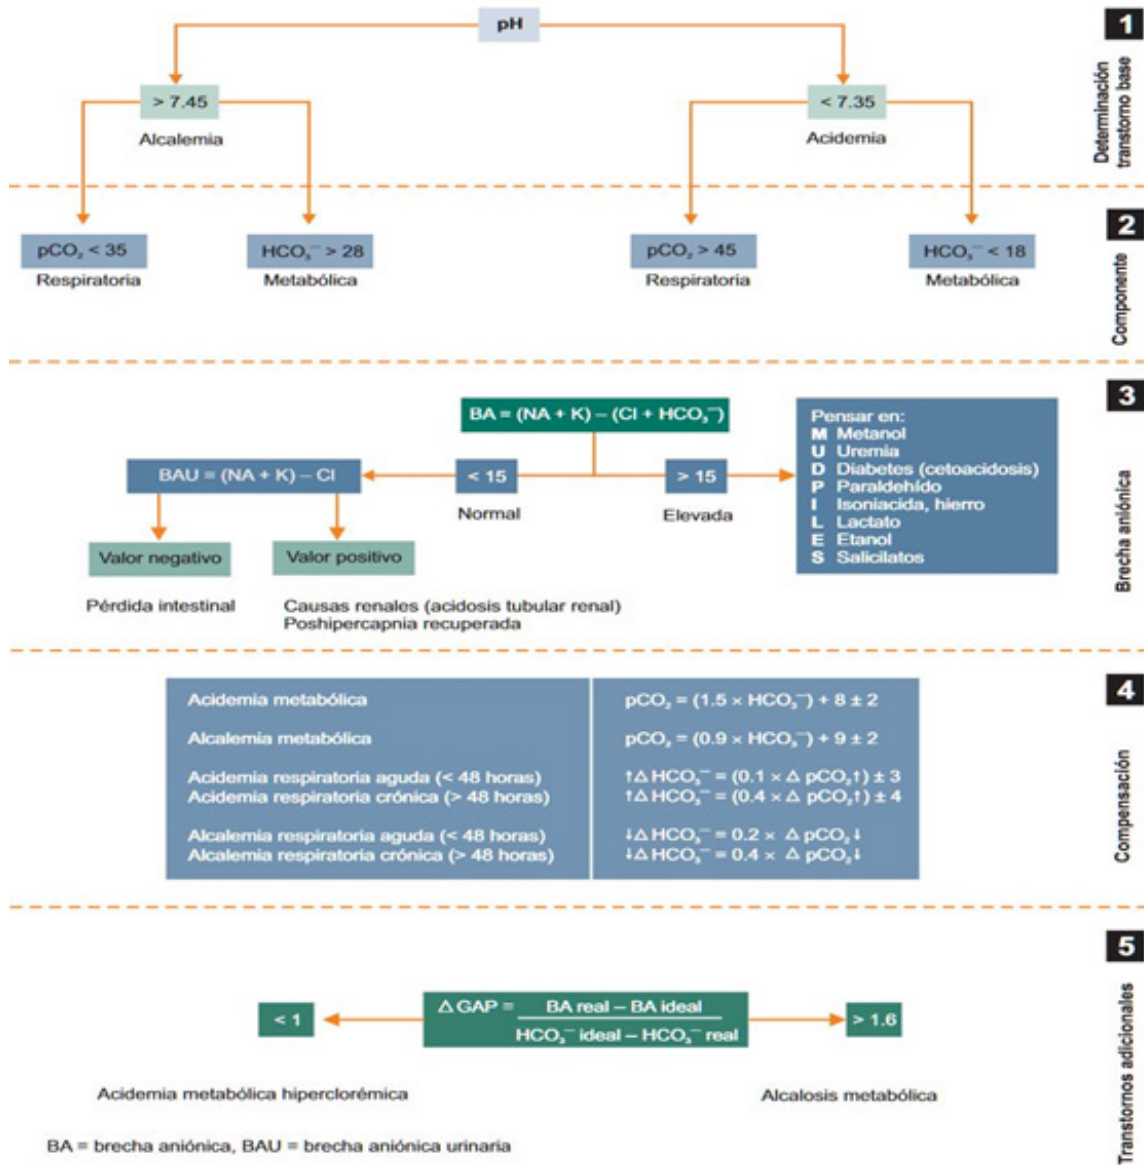 pH
1
Determinación
transtorno base
> 7.45
< 7.35
Alcalemia
Acidemia
2
Componente
pCO₂ < 35
HCO₃⁻ > 28
pCO₂ > 45
HCO₃⁻ < 18
Respiratoria
Metabólica
Respiratoria
Metabólica
3
Brecha aniónica
BA = (NA + K) – (Cl + HCO₃⁻)
BAU = (NA + K) – Cl
< 15
> 15
Normal
Elevada
Pensar en:
M Metanol
U Uremia
D Diabetes (cetoacidosis)
P Paraldehído
I Isoniacida, hierro
L Lactato
E Etanol
S Salicilatos
Valor negativo
Valor positivo
Pérdida intestinal
Causas renales (acidosis tubular renal)
Poshipercapnia recuperada
4
Compensación
Acidemia metabólica
pCO₂ = (1.5 × HCO₃⁻) + 8 ± 2
Alcalemia metabólica
pCO₂ = (0.9 × HCO₃⁻) + 9 ± 2
Acidemia respiratoria aguda (< 48 horas)
↑Δ HCO₃⁻ = (0.1 × Δ pCO₂↑) ± 3
Acidemia respiratoria crónica (> 48 horas)
↑Δ HCO₃⁻ = (0.4 × Δ pCO₂↑) ± 4
Alcalemia respiratoria aguda (< 48 horas)
↓Δ HCO₃⁻ = 0.2 × Δ pCO₂↓
Alcalemia respiratoria crónica (> 48 horas)
↓Δ HCO₃⁻ = 0.4 × Δ pCO₂↓
5
Transtornos adicionales
< 1
Δ GAP = BA real – BA ideal
HCO₃⁻ ideal – HCO₃⁻ real
> 1.6
Acidemia metabólica hiperclorémica
Alcalosis metabólica
BA = brecha aniónica, BAU = brecha aniónica urinaria